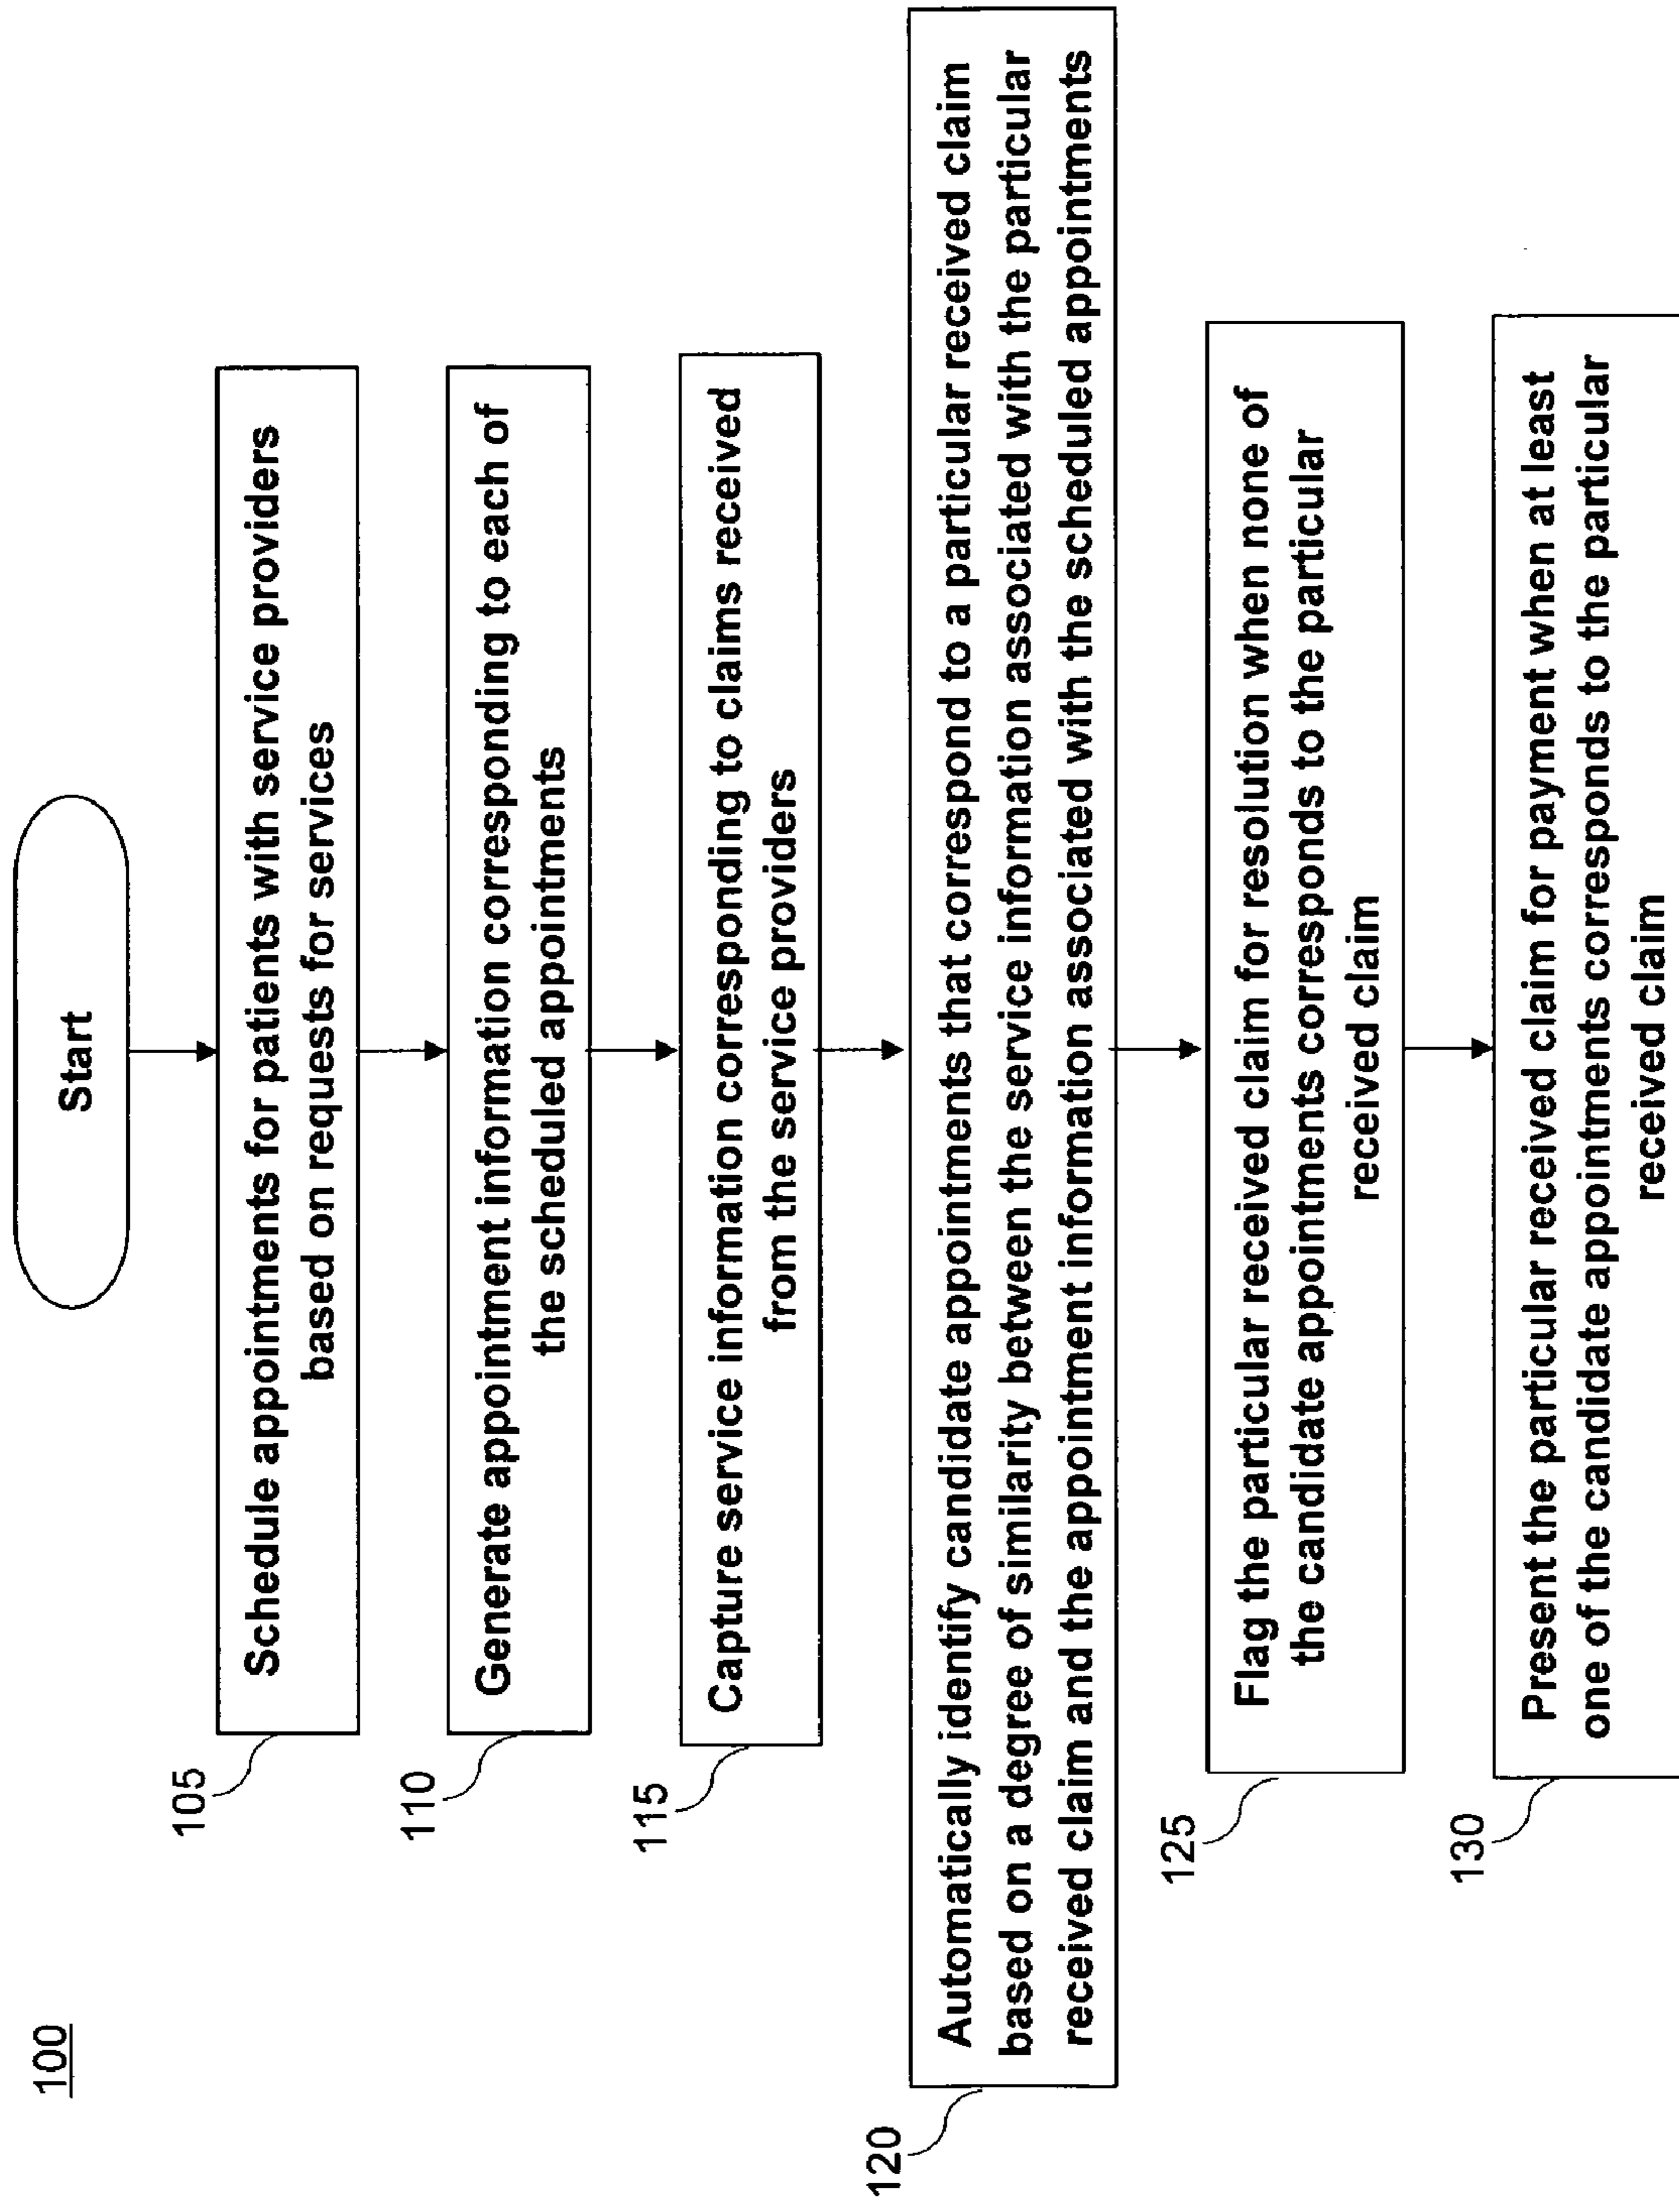 100
Start
105
Schedule appointments for patients with service providers
based on requests for services
110
Generate appointment information corresponding to each of
the scheduled appointments
115
Capture service information corresponding to claims received
from the service providers
120
Automatically identify candidate appointments that correspond to a particular received claim
based on a degree of similarity between the service information associated with the particular
received claim and the appointment information associated with the scheduled appointments
125
Flag the particular received claim for resolution when none of
the candidate appointments corresponds to the particular
received claim
130
Present the particular received claim for payment when at least
one of the candidate appointments corresponds to the particular
received claim